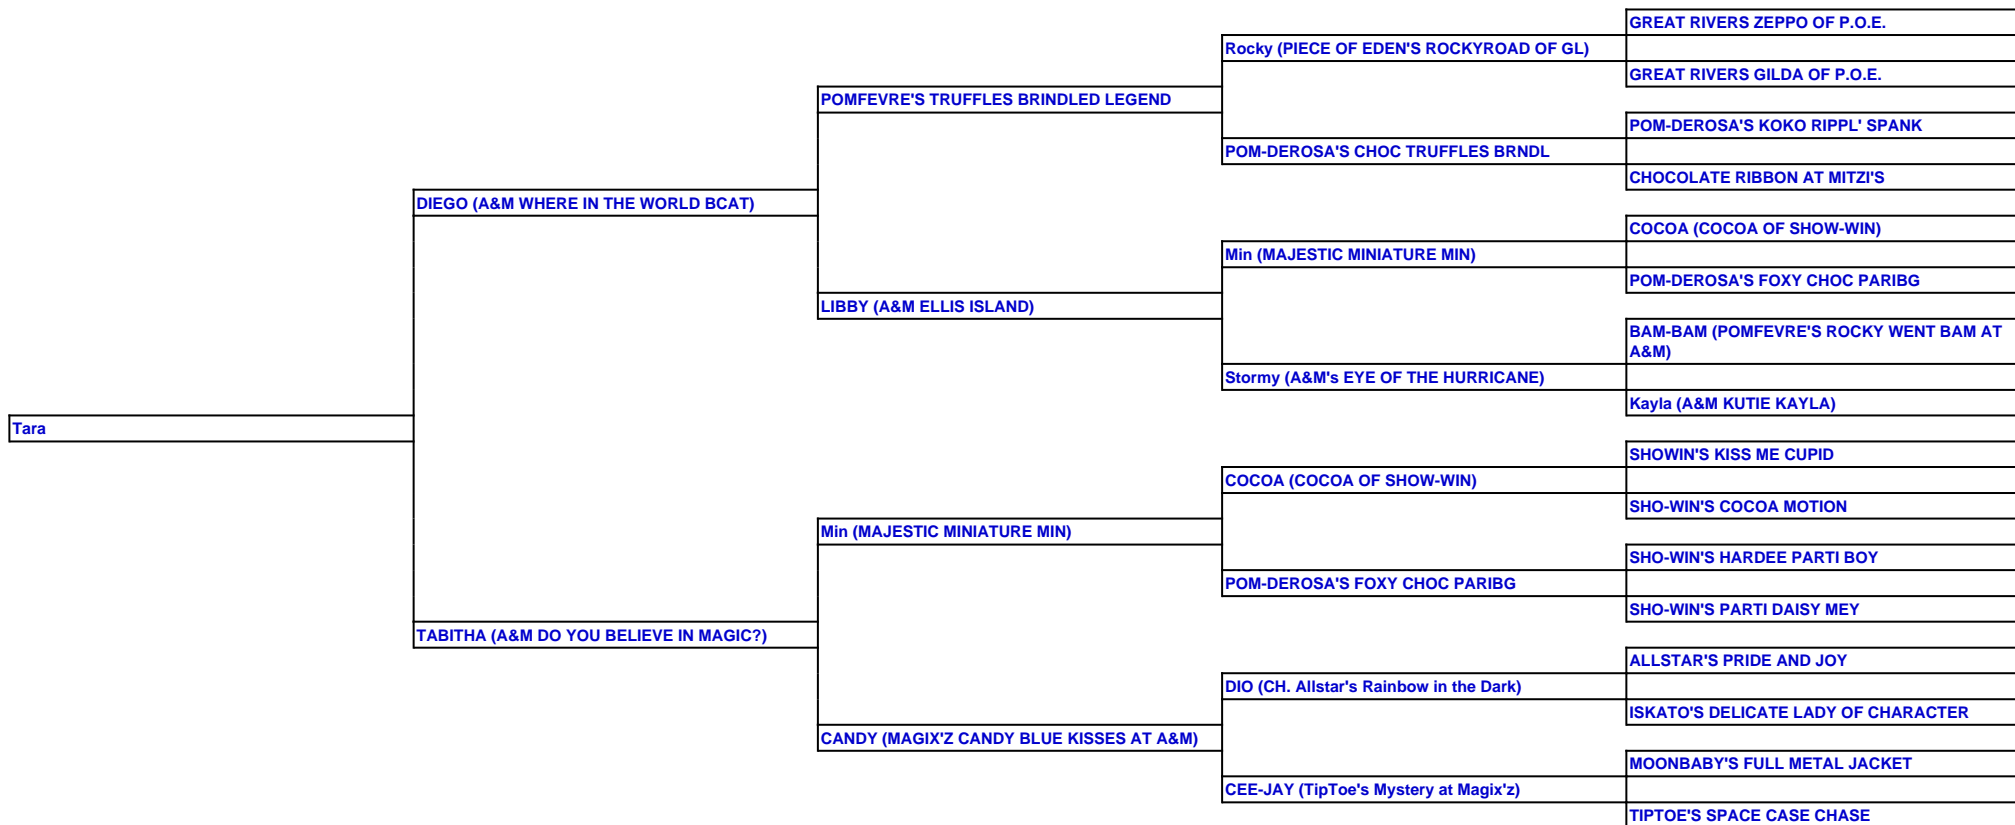 GREAT RIVERS ZEPPO OF P.O.E.
Rocky (PIECE OF EDEN'S ROCKYROAD OF GL)
GREAT RIVERS GILDA OF P.O.E.
POMFEVRE'S TRUFFLES BRINDLED LEGEND
POM-DEROSA'S KOKO RIPPL' SPANK
POM-DEROSA'S CHOC TRUFFLES BRNDL
CHOCOLATE RIBBON AT MITZI'S
DIEGO (A&M WHERE IN THE WORLD BCAT)
COCOA (COCOA OF SHOW-WIN)
Min (MAJESTIC MINIATURE MIN)
POM-DEROSA'S FOXY CHOC PARIBG
LIBBY (A&M ELLIS ISLAND)
BAM-BAM (POMFEVRE'S ROCKY WENT BAM AT
A&M)
Stormy (A&M's EYE OF THE HURRICANE)
Kayla (A&M KUTIE KAYLA)
Tara
SHOWIN'S KISS ME CUPID
COCOA (COCOA OF SHOW-WIN)
SHO-WIN'S COCOA MOTION
Min (MAJESTIC MINIATURE MIN)
SHO-WIN'S HARDEE PARTI BOY
POM-DEROSA'S FOXY CHOC PARIBG
SHO-WIN'S PARTI DAISY MEY
TABITHA (A&M DO YOU BELIEVE IN MAGIC?)
ALLSTAR'S PRIDE AND JOY
DIO (CH. Allstar's Rainbow in the Dark)
ISKATO'S DELICATE LADY OF CHARACTER
CANDY (MAGIX'Z CANDY BLUE KISSES AT A&M)
MOONBABY'S FULL METAL JACKET
CEE-JAY (TipToe's Mystery at Magix'z)
TIPTOE'S SPACE CASE CHASE